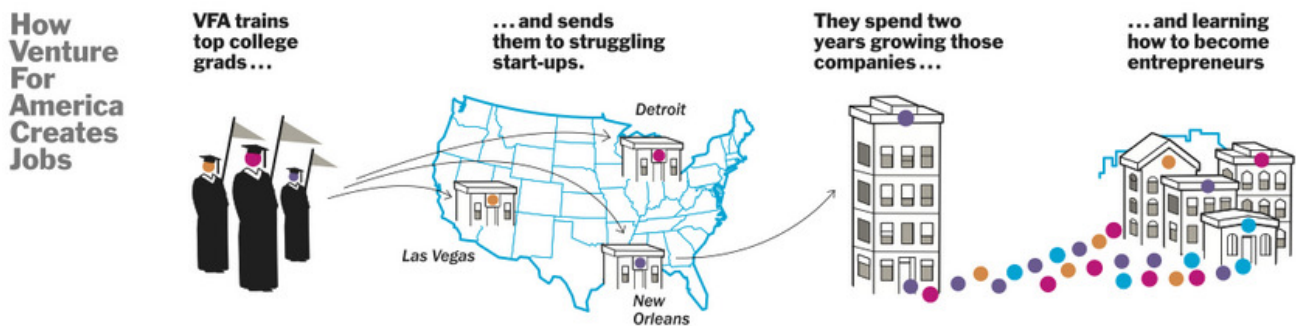 How
Venture
For
America
Creates
Jobs
VFA trains
top college
grads...
...and sends
them to struggling
start-ups.
They spend two
years growing those
companies...
...and learning
how to become
entrepreneurs
Detroit
Las Vegas
New
Orleans